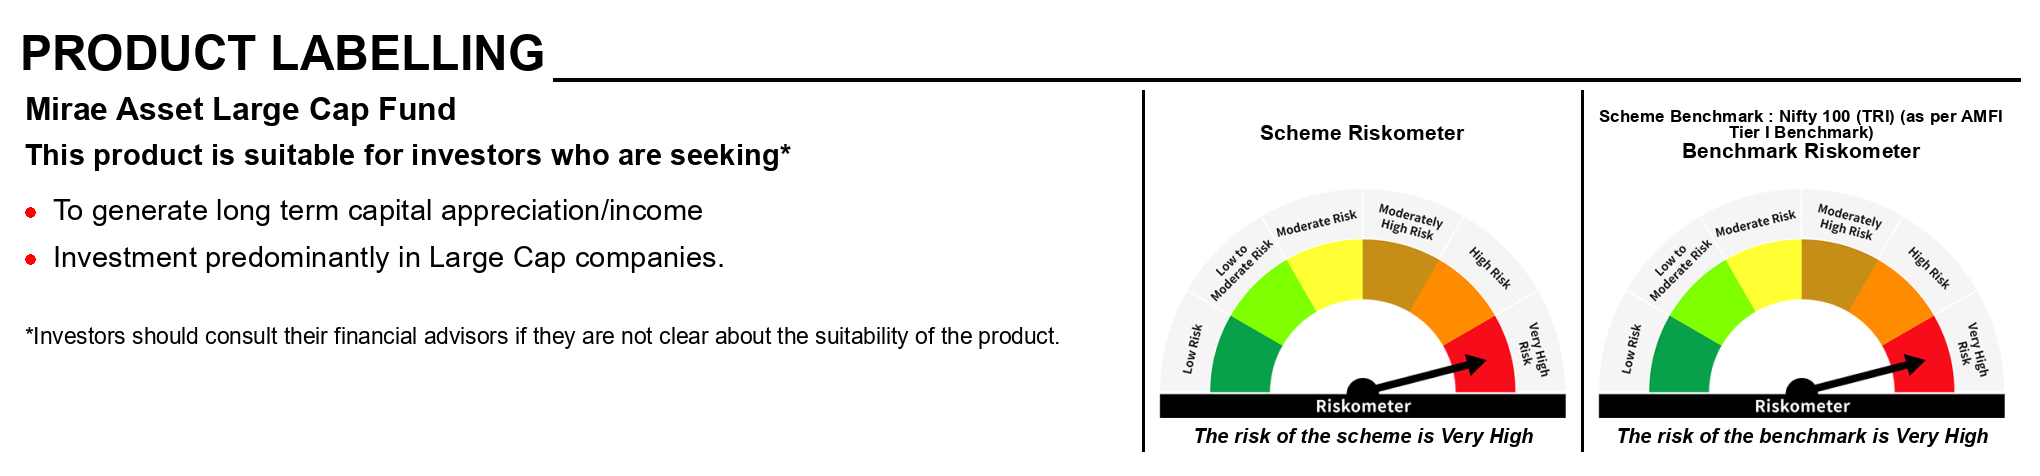 PRODUCT LABELLING
Mirae Asset Large Cap Fund
This product is suitable for investors who are seeking*
To generate long term capital appreciation/income
Investment predominantly in Large Cap companies.
*Investors should consult their financial advisors if they are not clear about the suitability of the product.
Scheme Riskometer
Low Risk
Low to
Moderate Risk
Moderate Risk
Moderately
High Risk
High Risk
Very High
Risk
Riskometer
The risk of the scheme is Very High
Scheme Benchmark : Nifty 100 (TRI) (as per AMFI
Tier I Benchmark)
Benchmark Riskometer
Low Risk
Low to
Moderate Risk
Moderate Risk
Moderately
High Risk
High Risk
Very High
Risk
Riskometer
The risk of the benchmark is Very High